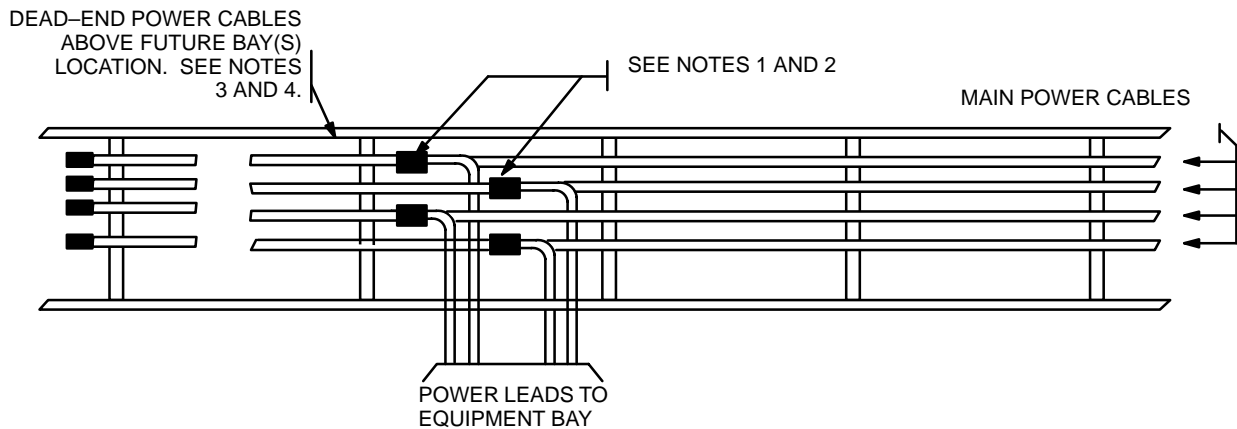 DEAD–END POWER CABLES
ABOVE FUTURE BAY(S)
LOCATION.  SEE NOTES
3 AND 4.
SEE NOTES 1 AND 2
MAIN POWER CABLES
POWER LEADS TO
EQUIPMENT BAY